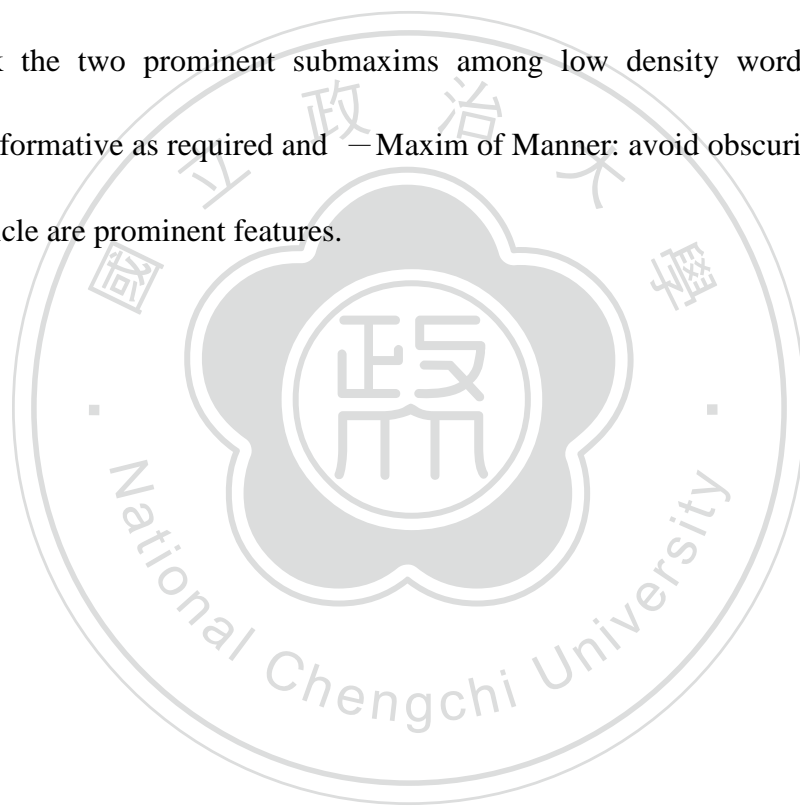 the two prominent submaxims among low density word
formative as required and －Maxim of Manner: avoid obscuri
cle are prominent features.
國立政治大學
National Chengchi University